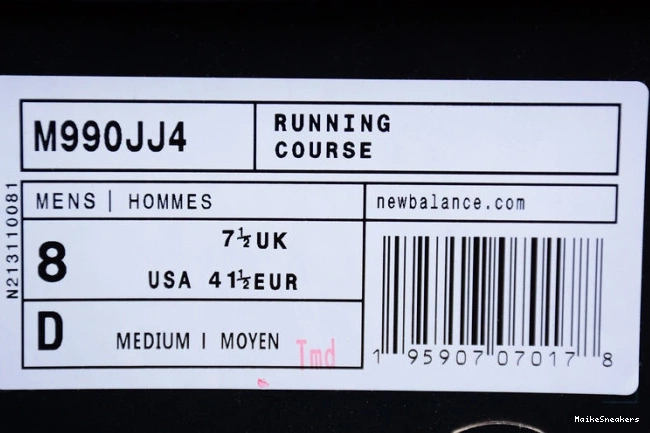 M990JJ4
RUNNING
COURSE
N213110081
MENS | HOMMES
newbalance.com
8
7½UK
USA 41½EUR
D
MEDIUM | MOYEN
Tmd
1 95907 07017 8
MaikeSneakers